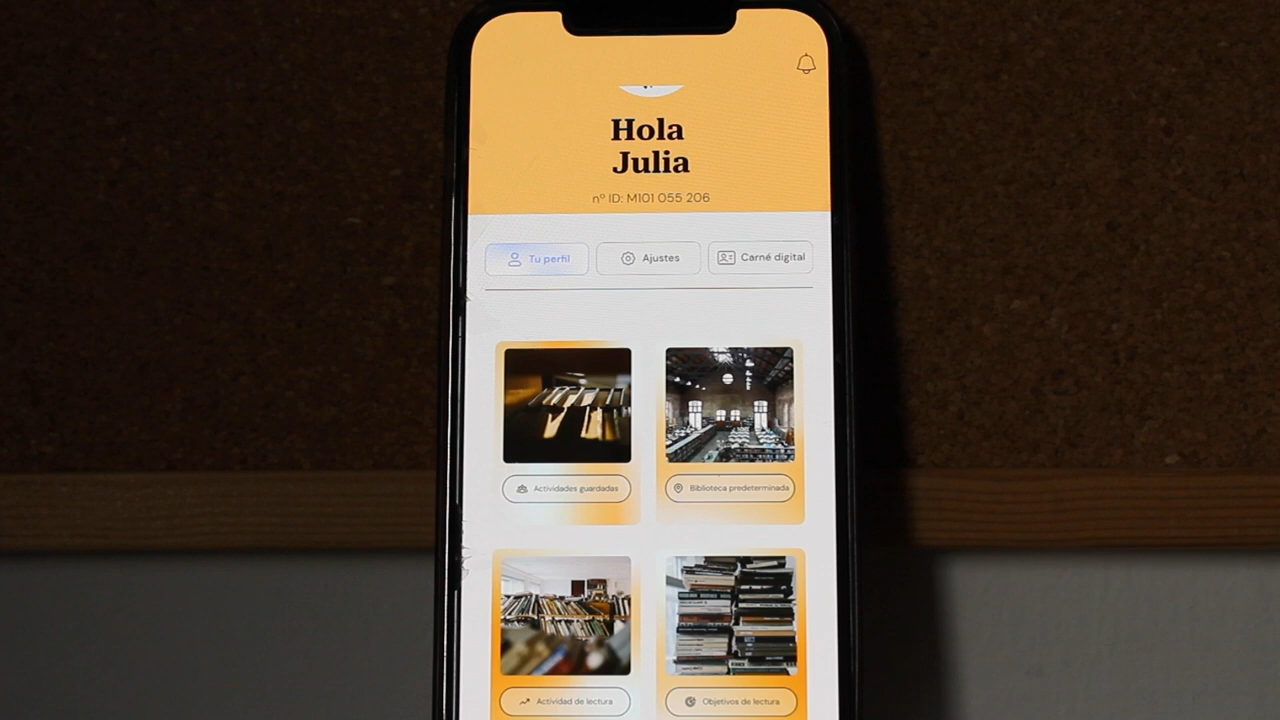 Hola
Julia
nº ID: MI01 055 206
Tu perfil
Ajustes
Carné digital
Actividades guardadas
Biblioteca predeterminada
Actividad de lectura
Objetivos de lectura